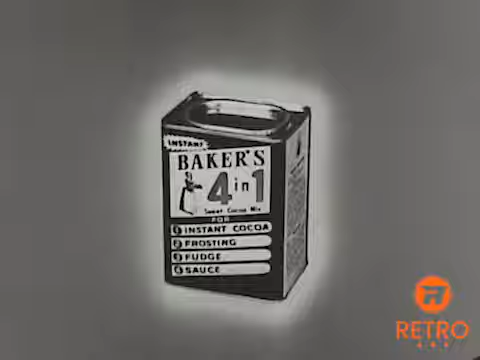 INSTANT
BAKER'S
4 in 1
Sweet Cocoa Mix
FOR
1 INSTANT COCOA
2 FROSTING
3 FUDGE
4 SAUCE
R
RETRO